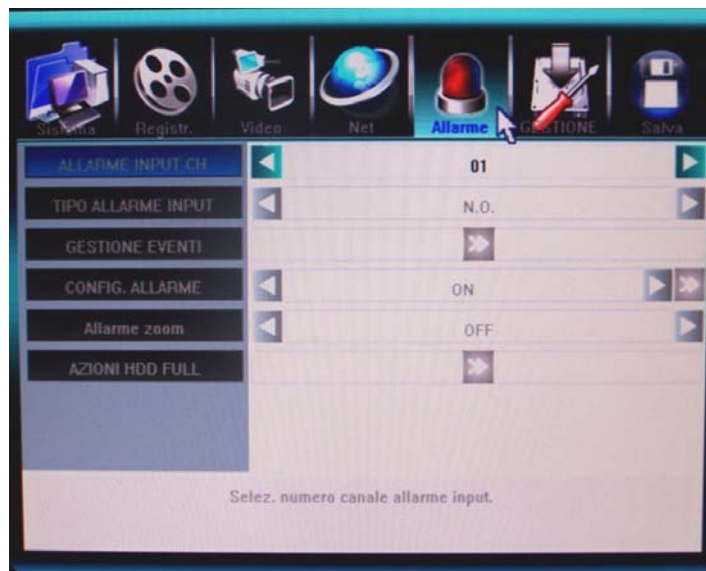 Sistema Registr. Video Net Allarme GESTIONE Salva
ALLARME INPUT CH 01
TIPO ALLARME INPUT N.O.
GESTIONE EVENTI
CONFIG. ALLARME ON
Allarme zoom OFF
AZIONI HDD FULL
Selez. numero canale allarme input.